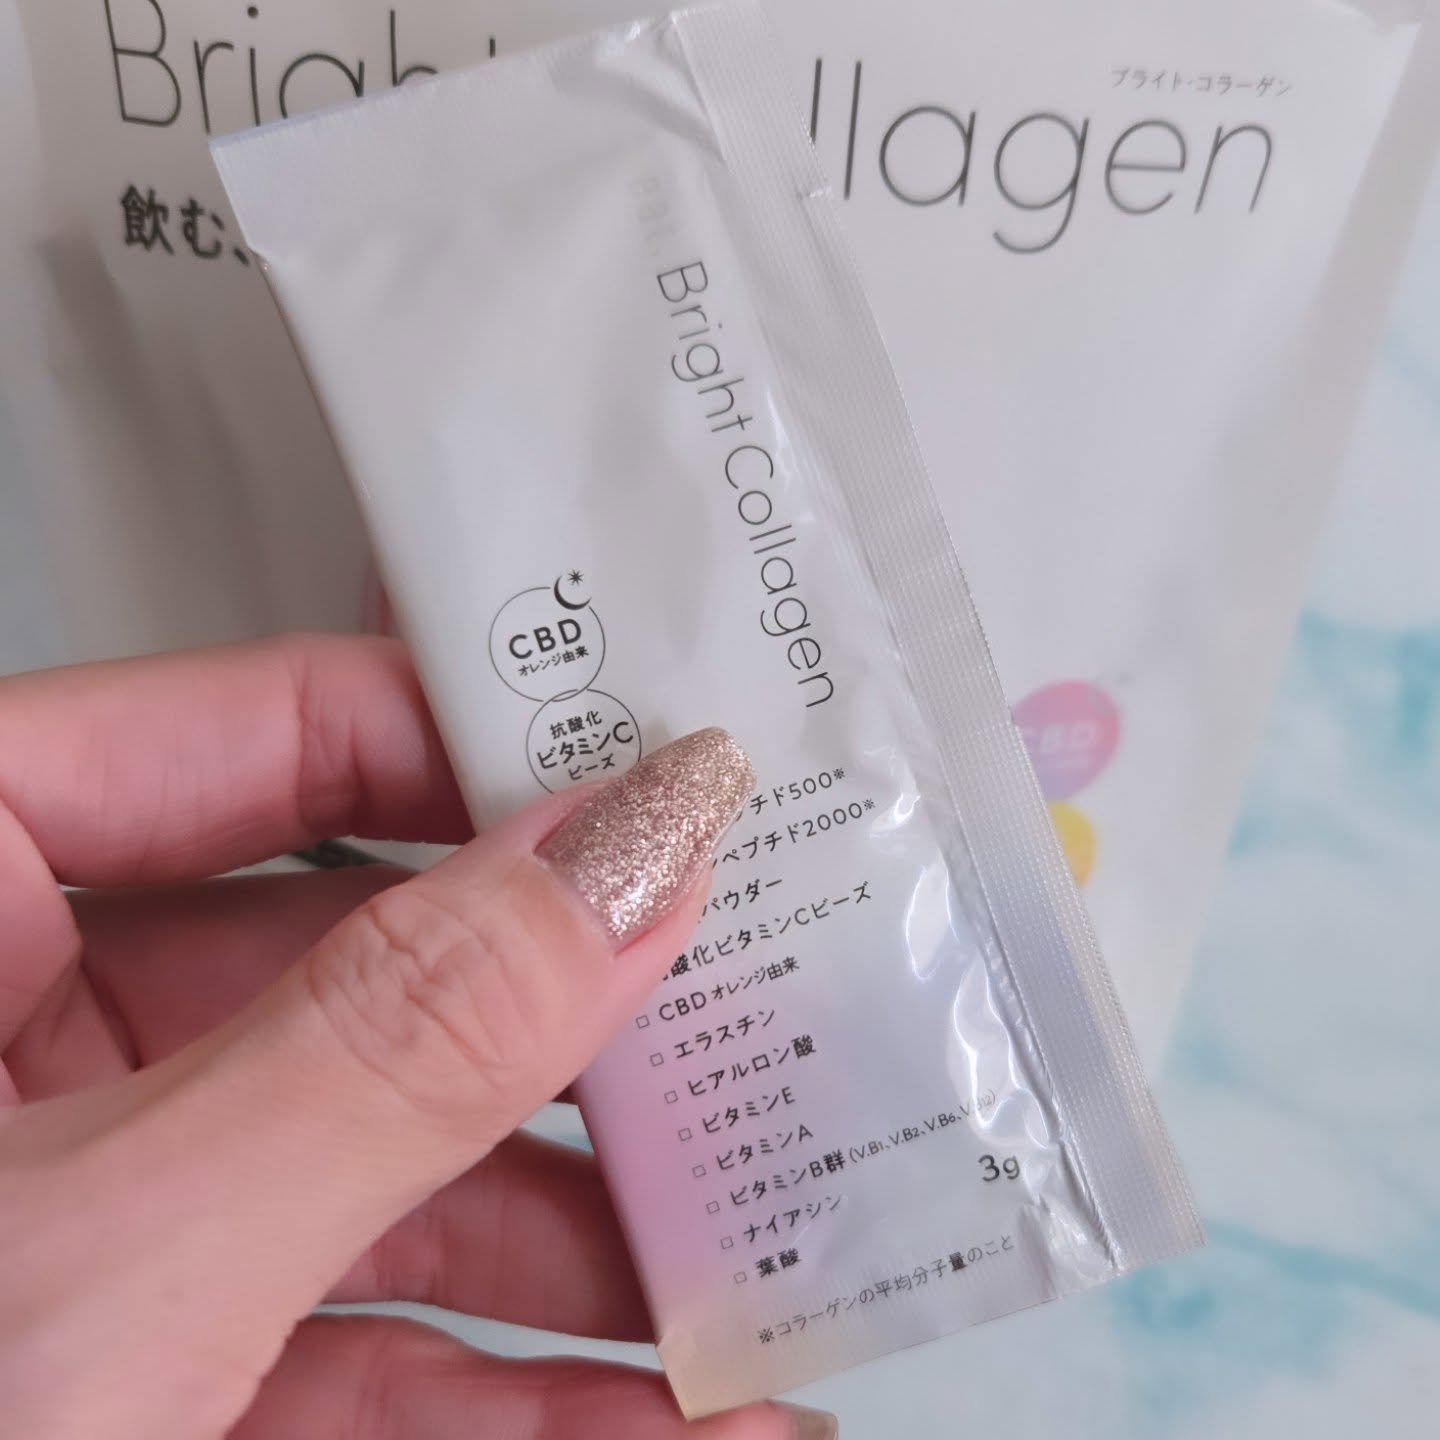 Bright
llagen
ブライト・コラーゲン
飲む、
eat.
Bright Collagen
CBD
オレンジ由来
抗酸化
ビタミンC
ビーズ
チド500※
ペプチド2000※
パウダー
酸化ビタミンCビーズ
□ CBD オレンジ由来
□ エラスチン
□ ヒアルロン酸
□ ビタミンE
□ ビタミンA
□ ビタミンB群 (V.B1、V.B2、V.B6、V.B12)
□ ナイアシン
□ 葉酸
3g
※コラーゲンの平均分子量のこと
CBD